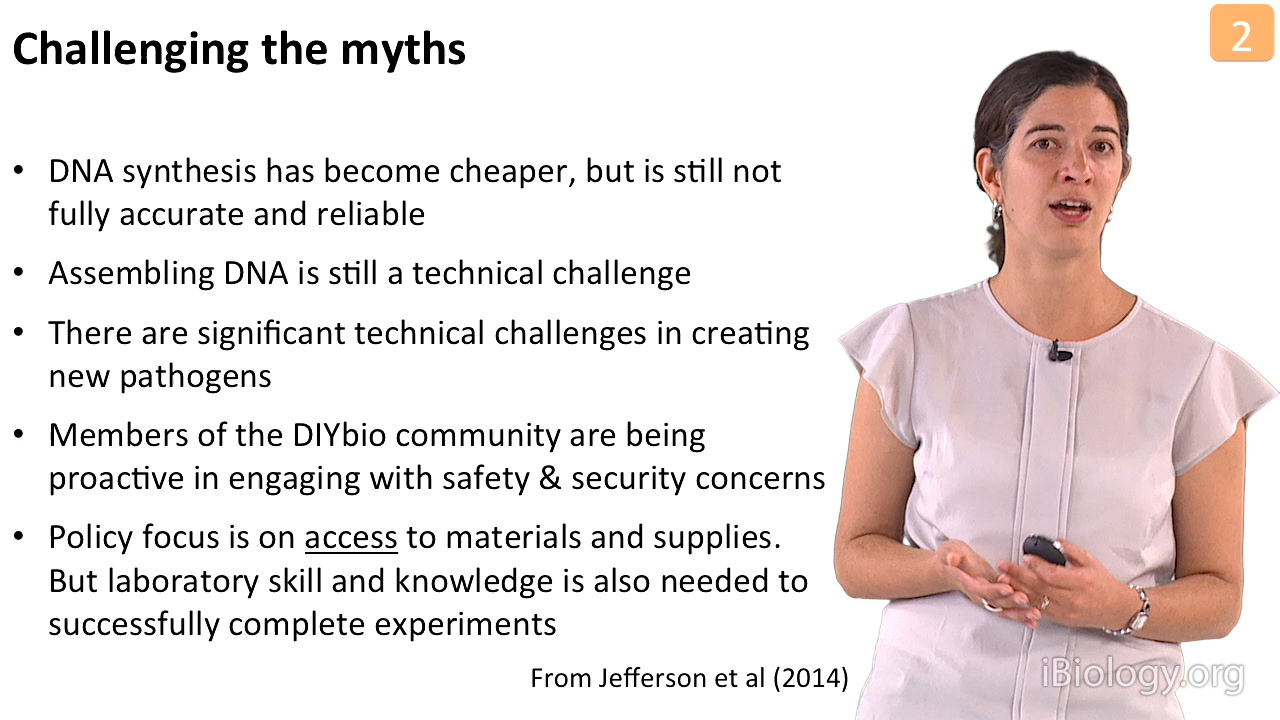 Challenging the myths
2
• DNA synthesis has become cheaper, but is still not
fully accurate and reliable
• Assembling DNA is still a technical challenge
• There are significant technical challenges in creating
new pathogens
• Members of the DIYbio community are being
proactive in engaging with safety & security concerns
• Policy focus is on access to materials and supplies.
But laboratory skill and knowledge is also needed to
successfully complete experiments
From Jefferson et al (2014)
iBiology.org